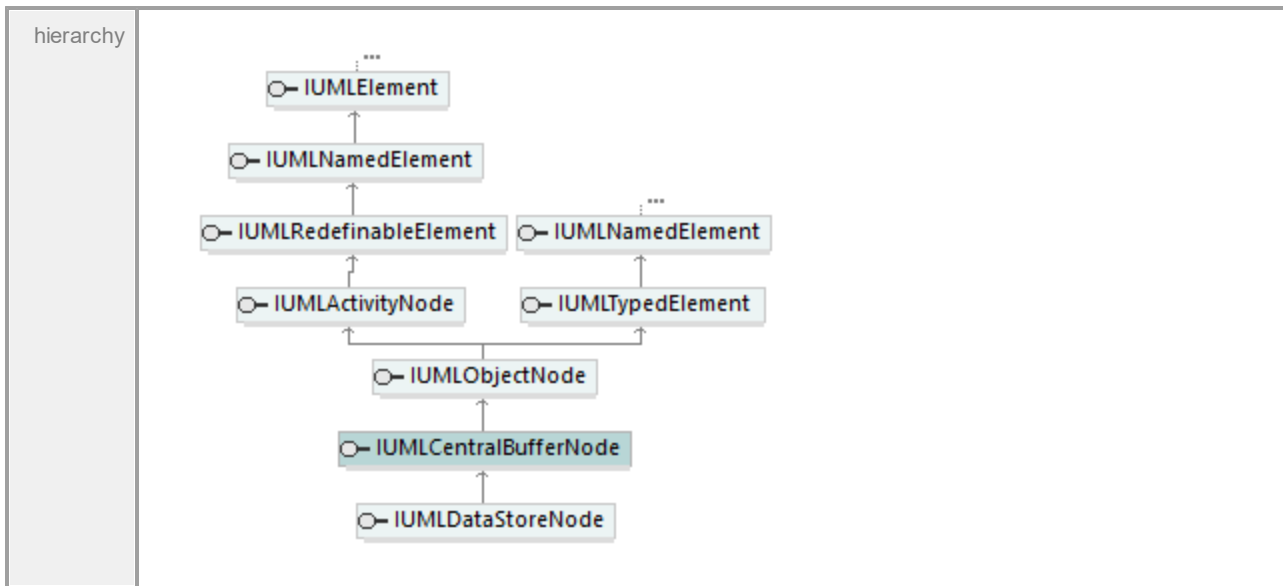 hierarchy
...
IUMLElement
IUMLNamedElement
...
IUMLRedefinableElement
IUMLNamedElement
IUMLActivityNode
IUMLTypedElement
IUMLObjectNode
IUMLCentralBufferNode
IUMLDataStoreNode